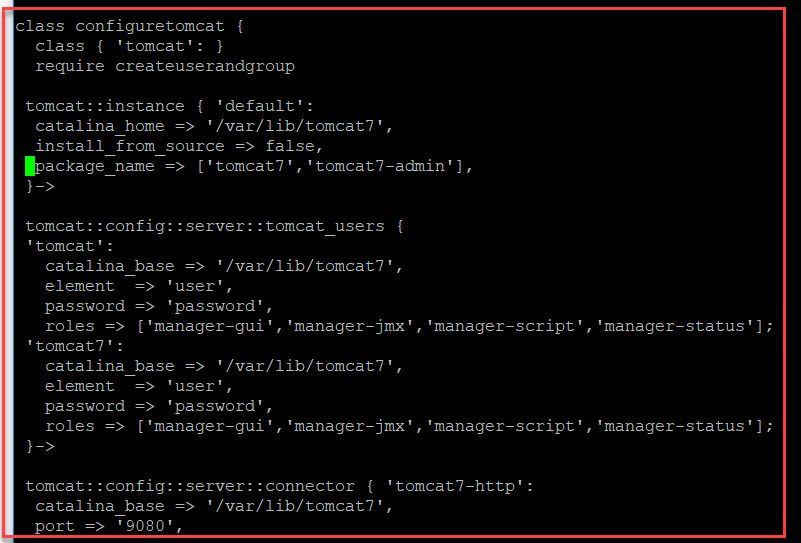 class configuretomcat {
  class { 'tomcat': }
  require createuserandgroup

 tomcat::instance { 'default':
  catalina_home => '/var/lib/tomcat7',
  install_from_source => false,
  package_name => ['tomcat7','tomcat7-admin'],
 }->

 tomcat::config::server::tomcat_users {
 'tomcat':
   catalina_base => '/var/lib/tomcat7',
   element  => 'user',
   password => 'password',
   roles => ['manager-gui','manager-jmx','manager-script','manager-status'];
 'tomcat7':
   catalina_base => '/var/lib/tomcat7',
   element  => 'user',
   password => 'password',
   roles => ['manager-gui','manager-jmx','manager-script','manager-status'];
 }->

 tomcat::config::server::connector { 'tomcat7-http':
  catalina_base => '/var/lib/tomcat7',
  port => '9080',